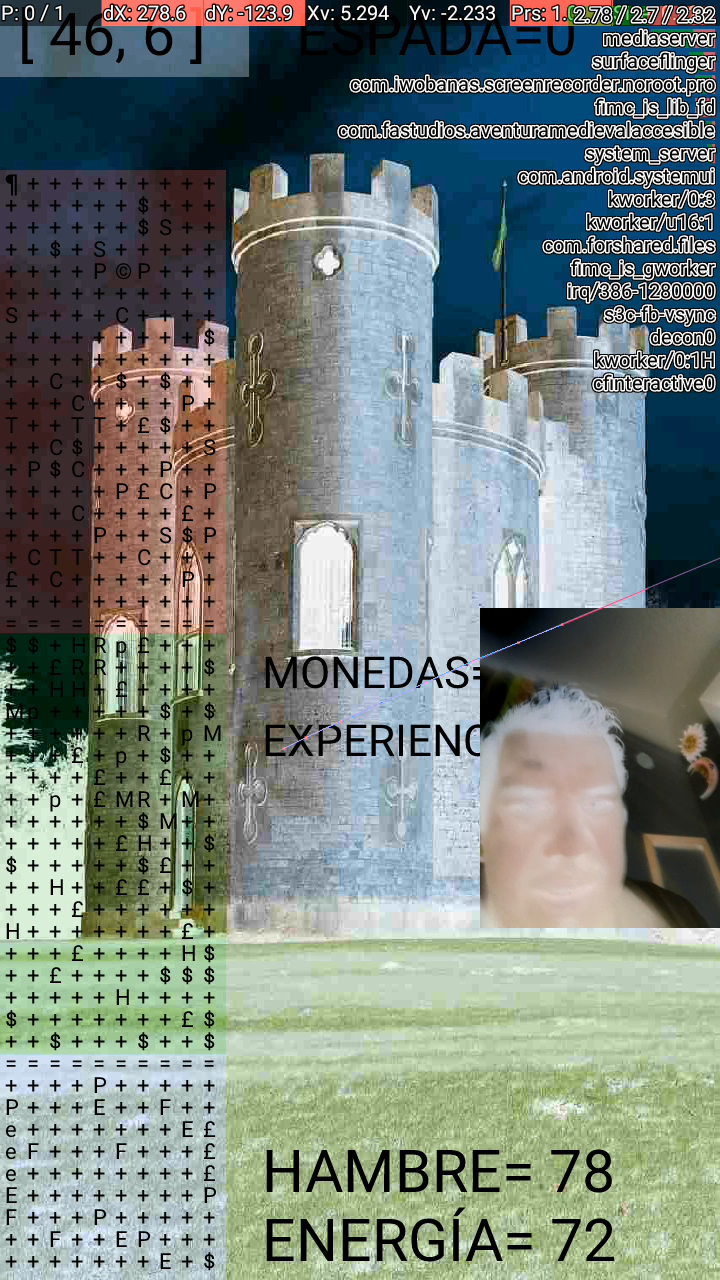 P: 0 / 1 dX: 278.6 dY: -123.9 Xv: 5.294 Yv: -2.233 Prs: 1. 2.78 / 2.7 / 2.32
[ 46, 6 ] ESPADA=0
mediaserver
surfaceflinger
com.iwobanas.screenrecorder.noroot.pro
fimc_is_lib_fd
com.fastudios.aventuramedievalaccesible
system_server
com.android.systemui
kworker/0:3
kworker/u16:1
com.forshared.files
fimc_is_gworker
irq/386-1280000
s3c-fb-vsync
decon0
kworker/0:1H
cfinteractive0
¶ + + + + + + + + +
+ + + + + + $ + + +
+ + + + + + $ S + +
+ + $ + S + + + + +
+ + + + P © P + + +
+ + + + + + + + + +
S + + + + C + + + +
+ + + + + + + + + $
+ + + + + + + + + +
+ + C + + $ + $ + +
+ + + C + + + + P +
T + + T T + £ $ + +
+ + C $ + + + + + S
+ P $ C + + + P + +
+ + + + + P £ C + P
+ + + C + + + + £ +
+ + + + P + + S $ P
+ C T T + + C + + +
£ + C + + + + + P +
+ + + + + + + + + +
= = = = = = = = = =
$ $ + H R p £ + + +
+ + £ R R + + + + $
+ + H H + £ + + + +
M p + + + + + $ + $
+ + + + + + R + p M
+ + + £ + p + $ + +
+ + + + £ + + £ + +
+ + p + £ M R + M +
+ + + + + + $ M + +
+ + + + + £ H + + $
$ + + + + + $ £ + +
+ + H + + £ £ + $ +
+ + + £ + + + + + +
H + + + + + + + £ +
+ + + £ + + + + H $
+ + £ + + + + $ $ $
+ + + + + H + + + +
$ + + + + + + + £ $
+ + $ + + + $ + + $
= = = = = = = = = =
+ + + + P + + + + +
P + + + E + + F + +
e + + + + + + + E £
e F + + + F + + + £
e + + + + + + + + £
E + + + + + + + + P
F + + + P + + + + +
+ + F + + E P + + +
+ + + + + + + E + $
MONEDAS=
EXPERIENC
HAMBRE= 78
ENERGÍA= 72